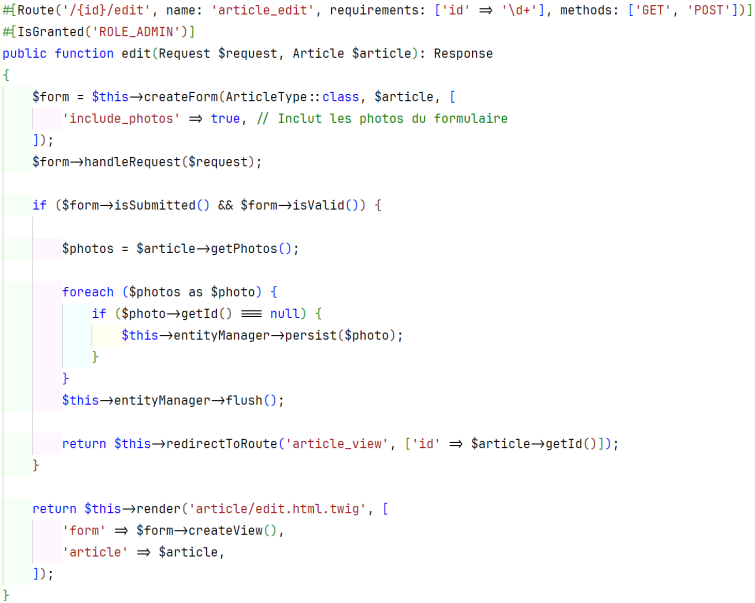 #[Route('/{id}/edit', name: 'article_edit', requirements: ['id' => '\d+'], methods: ['GET', 'POST'])]
#[IsGranted('ROLE_ADMIN')]
public function edit(Request $request, Article $article): Response
{
    $form = $this->createForm(ArticleType::class, $article, [
        'include_photos' => true, // Inclut les photos du formulaire
    ]);
    $form->handleRequest($request);

    if ($form->isSubmitted() && $form->isValid()) {

        $photos = $article->getPhotos();

        foreach ($photos as $photo) {
            if ($photo->getId() === null) {
                $this->entityManager->persist($photo);
            }
        }
        $this->entityManager->flush();

        return $this->redirectToRoute('article_view', ['id' => $article->getId()]);
    }

    return $this->render('article/edit.html.twig', [
        'form' => $form->createView(),
        'article' => $article,
    ]);
}